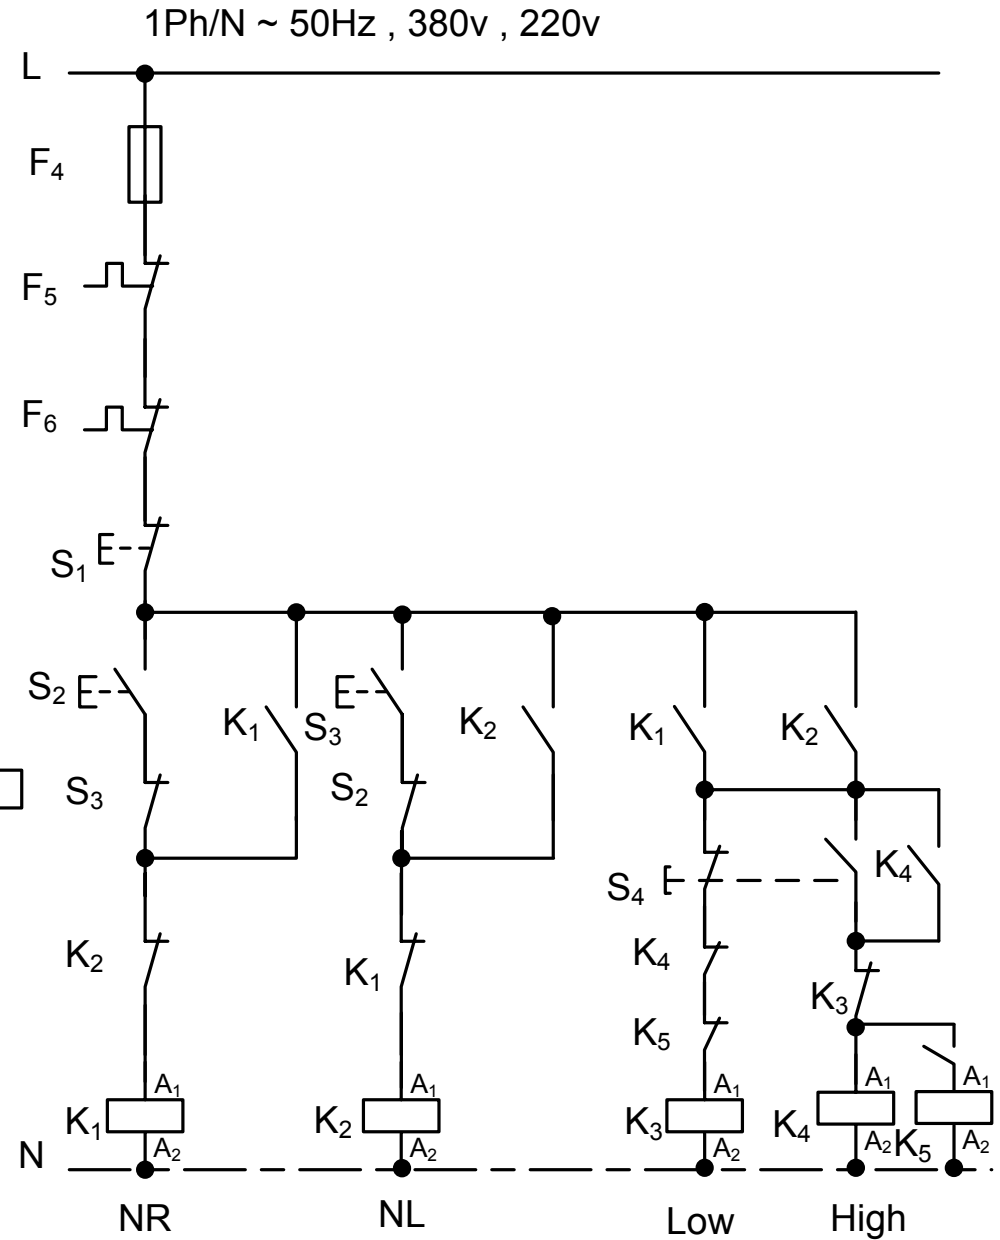 1Ph/N ~ 50Hz , 380v , 220v
L
F4
F5
F6
S1
S2
K1
S3
K2
K1
K2
S3
S2
S4
K4
K2
K1
K4
K3
K5
A1
A1
A1
A1
A1
K1
K2
K3
K4
K5
A2
A2
A2
A2
A2
N
NR
NL
Low
High